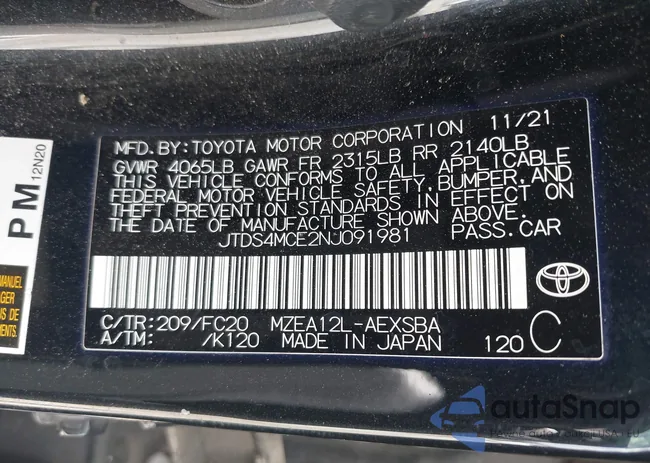 MFD. BY: TOYOTA MOTOR CORPORATION 11/21
GVWR 4065LB GAWR FR 2315LB RR 2140LB
THIS VEHICLE CONFORMS TO ALL APPLICABLE
FEDERAL MOTOR VEHICLE SAFETY, BUMPER, AND
THEFT PREVENTION STANDARDS IN EFFECT ON
THE DATE OF MANUFACTURE SHOWN ABOVE.
JTDS4MCE2NJ091981 PASS. CAR
C/TR: 209/FC20 MZEA12L-AEXSBA
A/TM: /K120 MADE IN JAPAN 120 C
PM 12N20
MANUEL
autoSnap